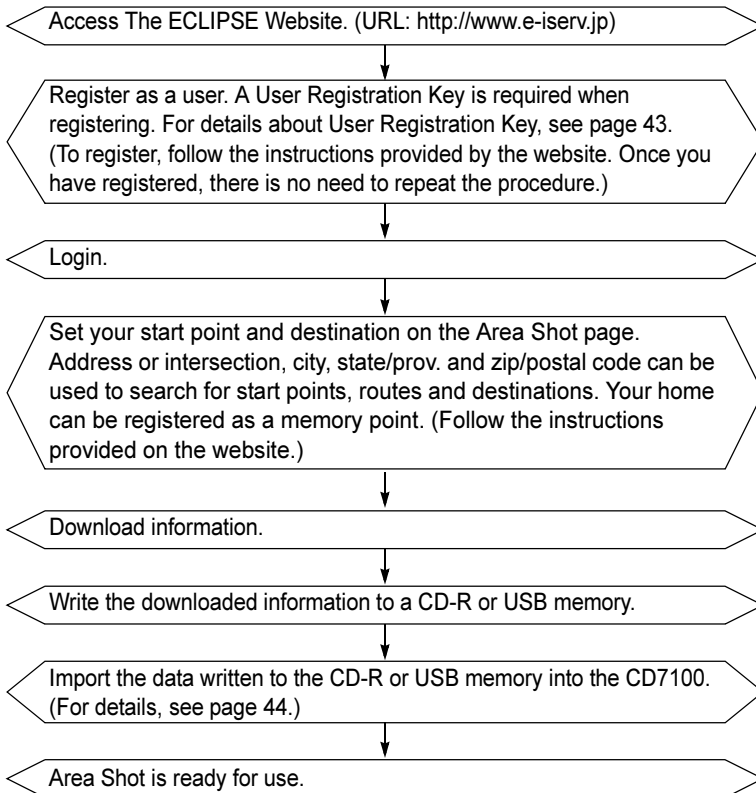 Access The ECLIPSE Website. (URL: http://www.e-iserv.jp)
Register as a user. A User Registration Key is required when
registering. For details about User Registration Key, see page 43.
(To register, follow the instructions provided by the website. Once you
have registered, there is no need to repeat the procedure.)
Login.
Set your start point and destination on the Area Shot page.
Address or intersection, city, state/prov. and zip/postal code can be
used to search for start points, routes and destinations. Your home
can be registered as a memory point. (Follow the instructions
provided on the website.)
Download information.
Write the downloaded information to a CD-R or USB memory.
Import the data written to the CD-R or USB memory into the CD7100.
(For details, see page 44.)
Area Shot is ready for use.